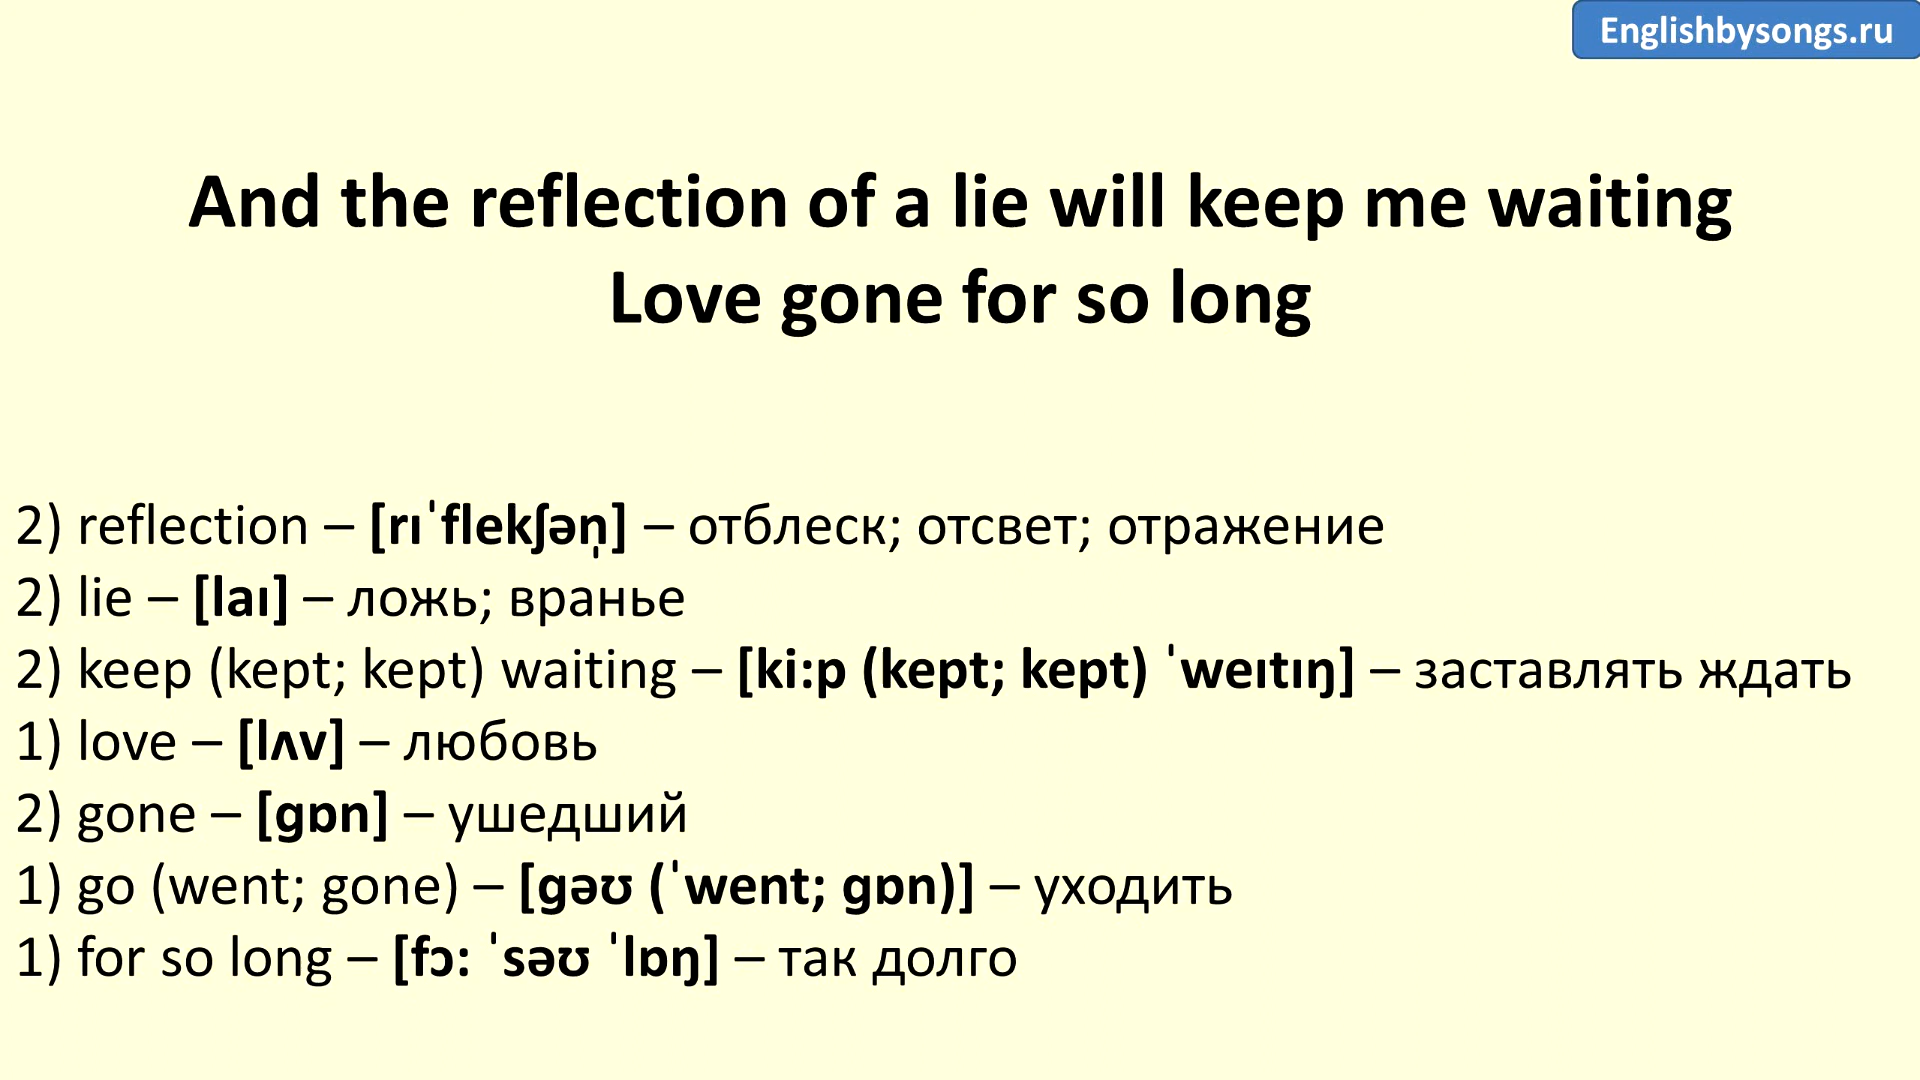 Englishbysongs.ru
And the reflection of a lie will keep me waiting
Love gone for so long
2) reflection – [rıˈflekʃən̩] – отблеск; отсвет; отражение
2) lie – [laı] – ложь; вранье
2) keep (kept; kept) waiting – [ki:p (kept; kept) ˈweıtıŋ] – заставлять ждать
1) love – [lʌv] – любовь
2) gone – [gɒn] – ушедший
1) go (went; gone) – [gəʊ (ˈwent; gɒn)] – уходить
1) for so long – [fɔ: ˈsəʊ ˈlɒŋ] – так долго